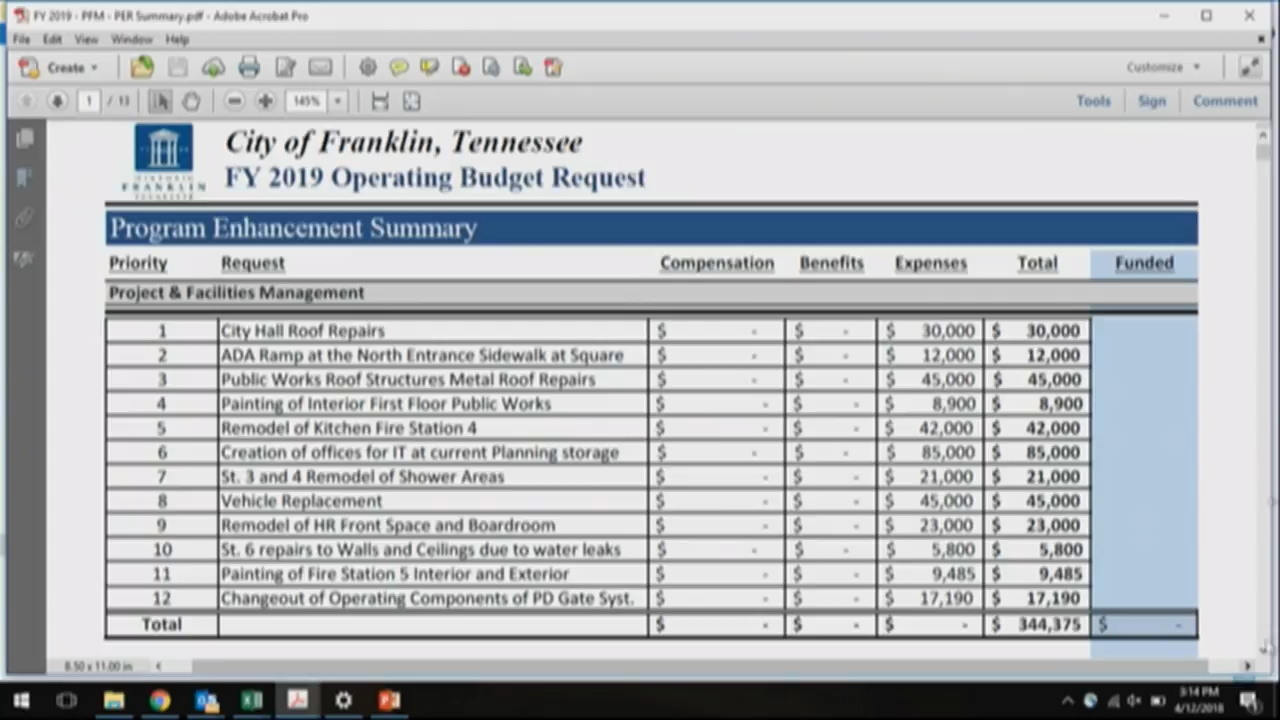 FY 2019 - PFM - PER Summary.pdf - Adobe Acrobat Pro
File Edit View Window Help
Create Customize
1 / 13 145% Tools Sign Comment
HISTORIC
FRANKLIN
TENNESSEE
City of Franklin, Tennessee
FY 2019 Operating Budget Request
Program Enhancement Summary
Priority Request Compensation Benefits Expenses Total Funded
Project & Facilities Management
1 City Hall Roof Repairs $ - $ - $ 30,000 $ 30,000
2 ADA Ramp at the North Entrance Sidewalk at Square $ - $ - $ 12,000 $ 12,000
3 Public Works Roof Structures Metal Roof Repairs $ - $ - $ 45,000 $ 45,000
4 Painting of Interior First Floor Public Works $ - $ - $ 8,900 $ 8,900
5 Remodel of Kitchen Fire Station 4 $ - $ - $ 42,000 $ 42,000
6 Creation of offices for IT at current Planning storage $ - $ - $ 85,000 $ 85,000
7 St. 3 and 4 Remodel of Shower Areas $ - $ - $ 21,000 $ 21,000
8 Vehicle Replacement $ - $ - $ 45,000 $ 45,000
9 Remodel of HR Front Space and Boardroom $ - $ - $ 23,000 $ 23,000
10 St. 6 repairs to Walls and Ceilings due to water leaks $ - $ - $ 5,800 $ 5,800
11 Painting of Fire Station 5 Interior and Exterior $ - $ - $ 9,485 $ 9,485
12 Changeout of Operating Components of PD Gate Syst. $ - $ - $ 17,190 $ 17,190
Total $ - $ - $ - $ 344,375 $ -
8.50 x 11.00 in
3:14 PM
4/12/2018